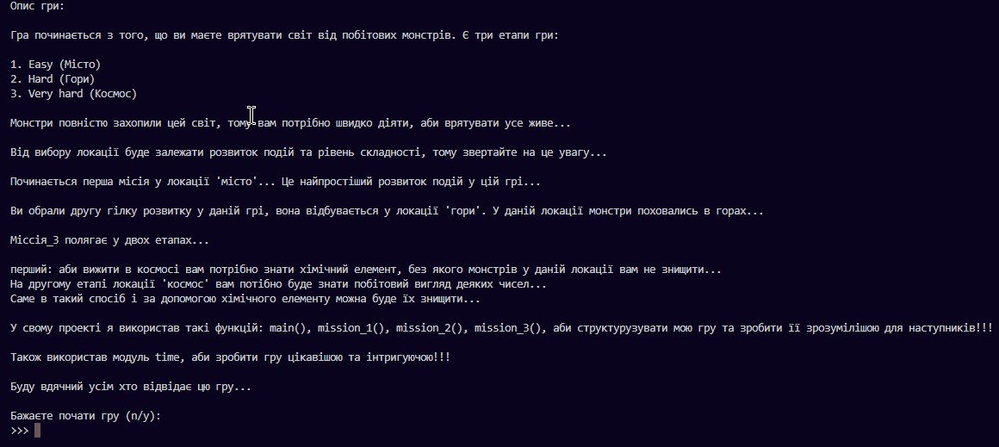 Опис гри:
Гра починається з того, що ви маєте врятувати світ від побітових монстрів. Є три етапи гри:
1. Easy (Місто)
2. Hard (Гори)
3. Very hard (Космос)
Монстри повністю захопили цей світ, тому вам потрібно швидко діяти, аби врятувати усе живе...
Від вибору локації буде залежати розвиток подій та рівень складності, тому звертайте на це увагу...
Починається перша місія у локації 'місто'... Це найпростіший розвиток подій у цій грі...
Ви обрали другу гілку розвитку у даній грі, вона відбувається у локації 'гори'. У даній локації монстри поховались в горах...
Міссія_3 полягає у двох етапах...
перший: аби вижити в космосі вам потрібно знати хімічний елемент, без якого монстрів у даній локації вам не знищити...
На другому етапі локації 'космос' вам потібно буде знати побітовий вигляд деяких чисел...
Саме в такий спосіб і за допомогою хімічного елементу можна буде їх знищити...
У свому проекті я використав такі функцій: main(), mission_1(), mission_2(), mission_3(), аби структурузувати мою гру та зробити її зрозумілішою для наступників!!!
Також використав модуль time, аби зробити гру цікавішою та інтригуючою!!!
Буду вдячний усім хто відвідає цю гру...
Бажаєте почати гру (n/y):
>>>